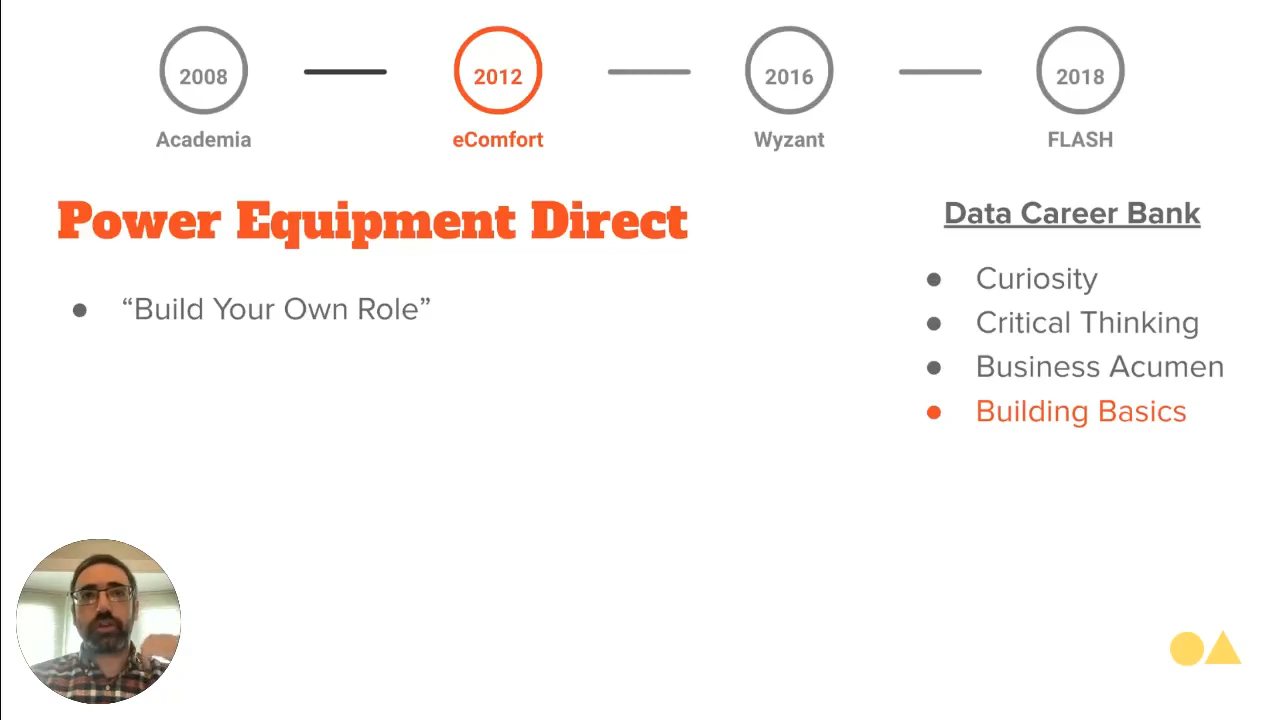 2008
2012
2016
2018
Academia
eComfort
Wyzant
FLASH
Power Equipment Direct
• “Build Your Own Role”
Data Career Bank
• Curiosity
• Critical Thinking
• Business Acumen
• Building Basics